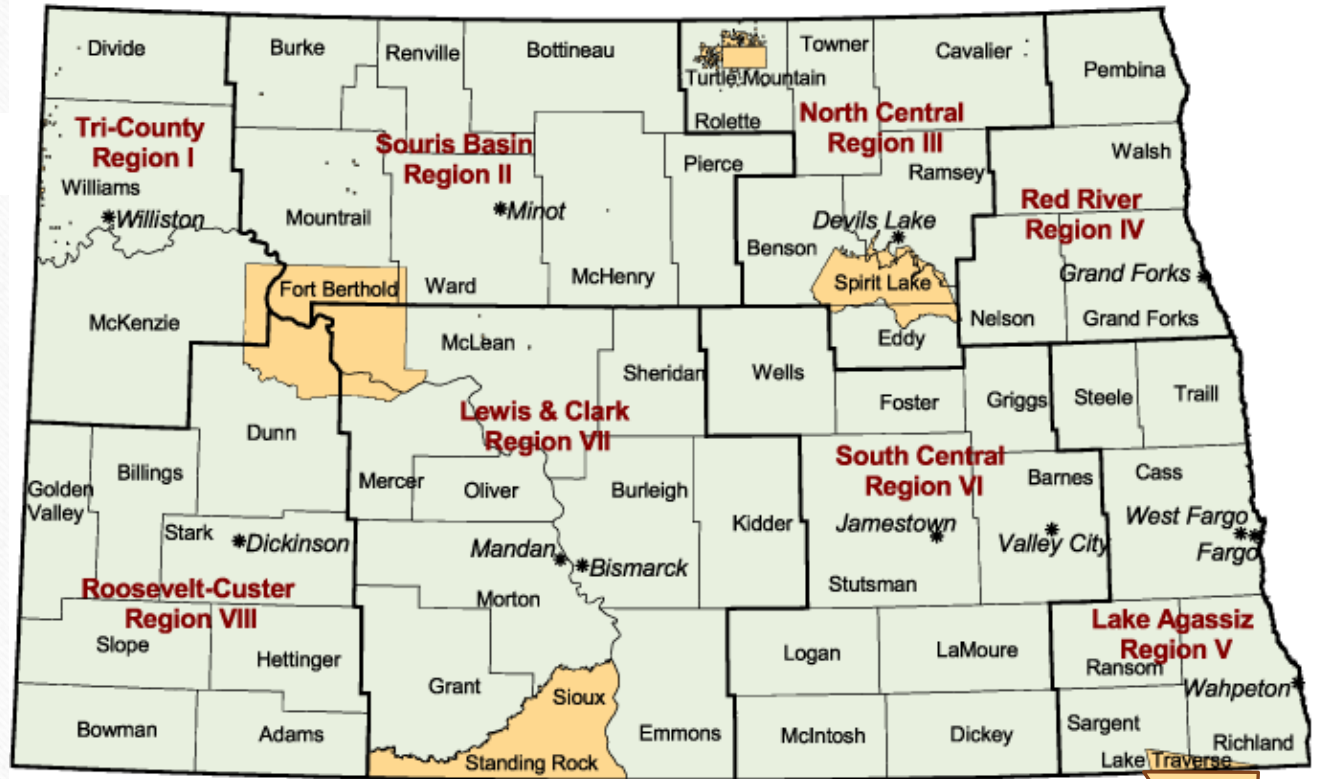 Divide
Burke
Renville
Bottineau
Towner
Cavalier
Pembina
Turtle Mountain
Rolette
Tri-County
Region I
Souris Basin
Region II
North Central
Region III
Pierce
Walsh
Ramsey
Williams
Williston
Mountrail
Minot
Red River
Region IV
Devils Lake
Benson
Grand Forks
Fort Berthold
Ward
McHenry
Spirit Lake
McKenzie
McLean
Eddy
Nelson
Grand Forks
Sheridan
Wells
Foster
Griggs
Steele
Traill
Lewis & Clark
Region VII
Dunn
Billings
Golden
Valley
Mercer
Oliver
Burleigh
South Central
Region VI
Barnes
Cass
Stark
Dickinson
Kidder
Jamestown
West Fargo
Mandan
Bismarck
Valley City
Fargo
Roosevelt-Custer
Region VIII
Morton
Stutsman
Slope
Hettinger
Logan
LaMoure
Lake Agassiz
Region V
Ransom
Grant
Sioux
Wahpeton
Bowman
Adams
Emmons
McIntosh
Dickey
Sargent
Richland
Standing Rock
Lake Traverse